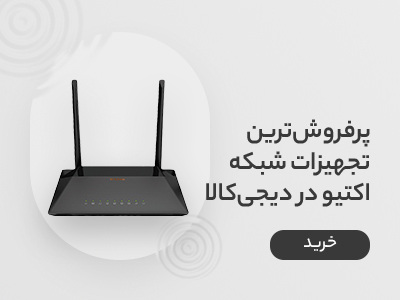 پرفروش‌ترین
تجهیزات شبکه
اکتیو در دیجی‌کالا
خرید